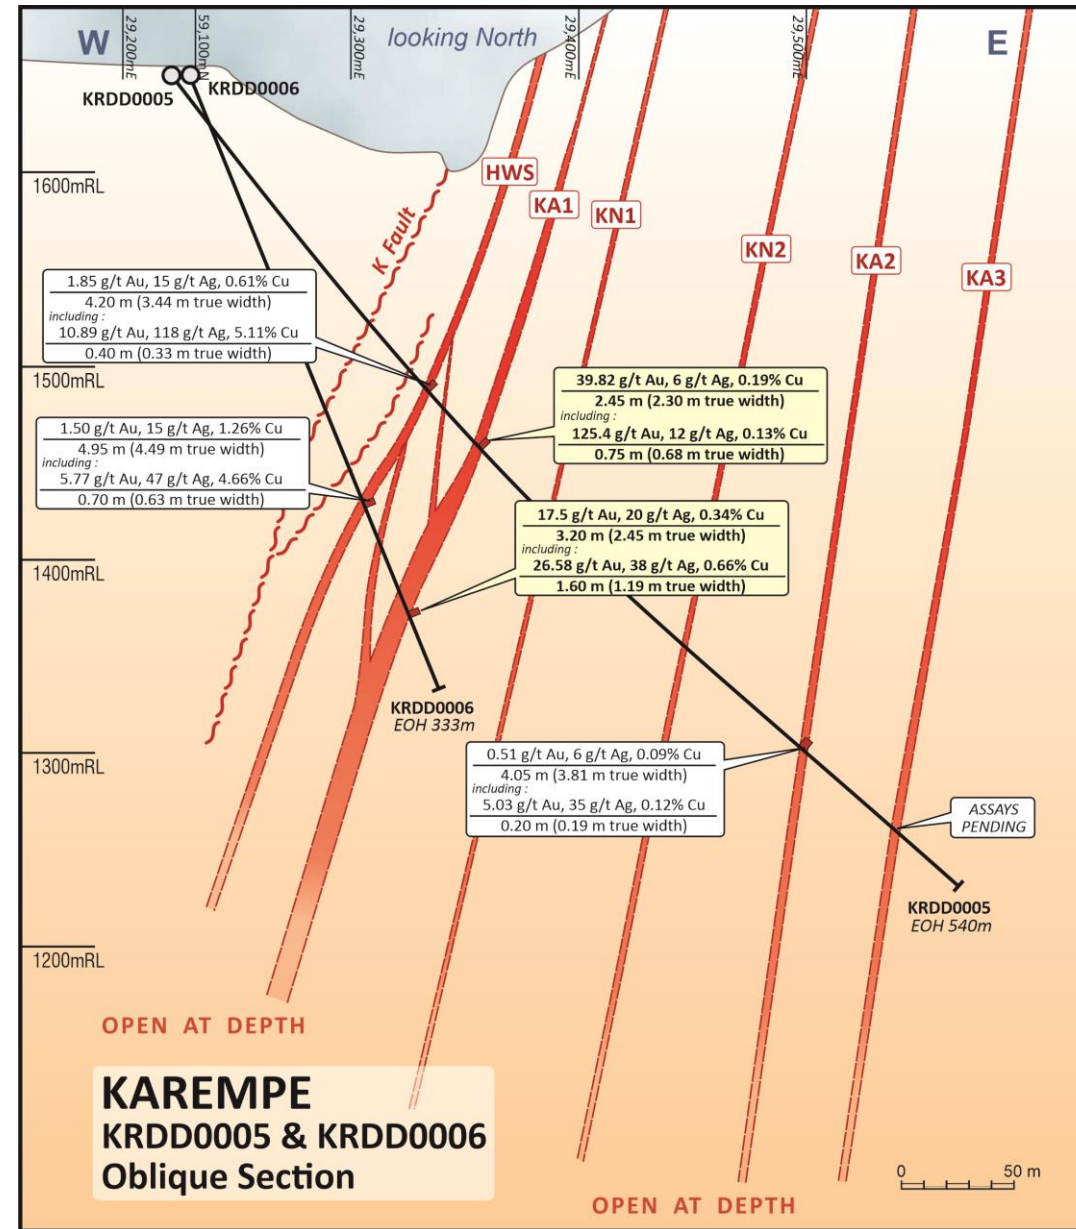 W
29,200mE
59,100mN
29,300mE
looking North
29,400mE
29,500mE
E
KRDD0005
KRDD0006
1600mRL
HWS
KA1
KN1
KN2
KA2
KA3
K Fault
1.85 g/t Au, 15 g/t Ag, 0.61% Cu
4.20 m (3.44 m true width)
including :
10.89 g/t Au, 118 g/t Ag, 5.11% Cu
0.40 m (0.33 m true width)
1500mRL
39.82 g/t Au, 6 g/t Ag, 0.19% Cu
2.45 m (2.30 m true width)
including :
125.4 g/t Au, 12 g/t Ag, 0.13% Cu
0.75 m (0.68 m true width)
1.50 g/t Au, 15 g/t Ag, 1.26% Cu
4.95 m (4.49 m true width)
including :
5.77 g/t Au, 47 g/t Ag, 4.66% Cu
0.70 m (0.63 m true width)
17.5 g/t Au, 20 g/t Ag, 0.34% Cu
3.20 m (2.45 m true width)
including :
26.58 g/t Au, 38 g/t Ag, 0.66% Cu
1.60 m (1.19 m true width)
1400mRL
KRDD0006
EOH 333m
1300mRL
0.51 g/t Au, 6 g/t Ag, 0.09% Cu
4.05 m (3.81 m true width)
including :
5.03 g/t Au, 35 g/t Ag, 0.12% Cu
0.20 m (0.19 m true width)
ASSAYS
PENDING
KRDD0005
EOH 540m
1200mRL
OPEN AT DEPTH
KAREMPE
KRDD0005 & KRDD0006
Oblique Section
0 50 m
OPEN AT DEPTH